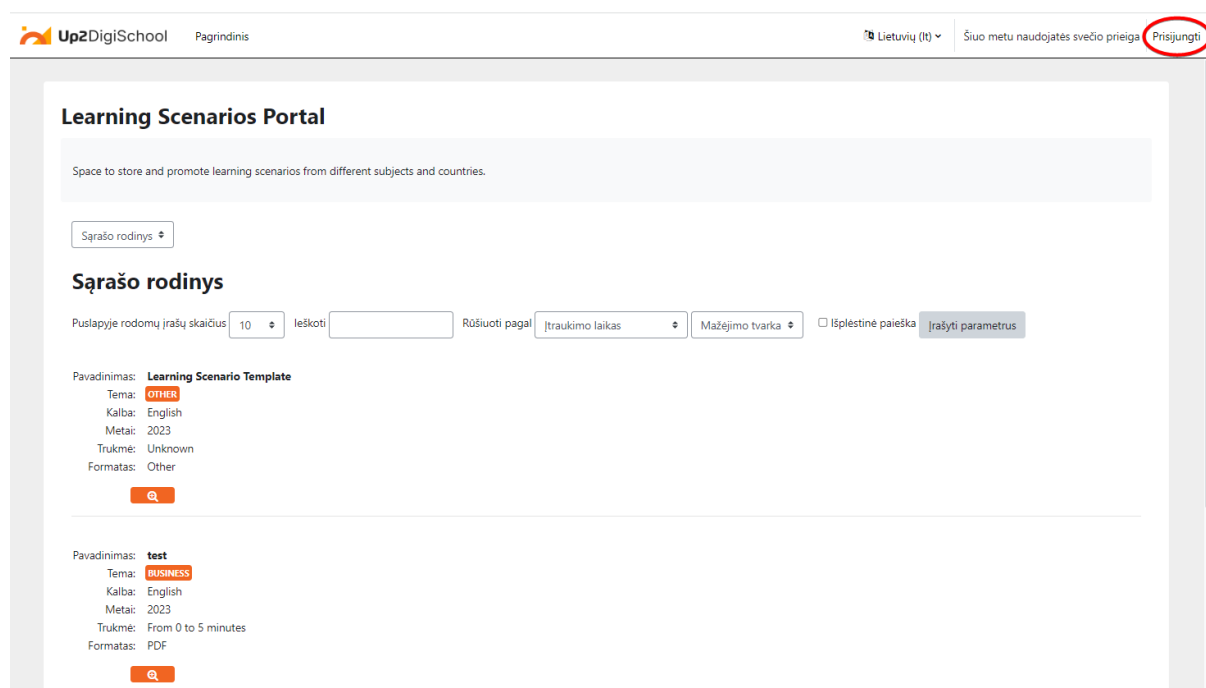 Up2DigiSchool Pagrindinis Lietuvių (lt) Šiuo metu naudojatės svečio prieiga Prisijungti
Learning Scenarios Portal
Space to store and promote learning scenarios from different subjects and countries.
Sąrašo rodinys
Sąrašo rodinys
Puslapyje rodomų įrašų skaičius 10 Ieškoti Rūšiuoti pagal Įtraukimo laikas Mažėjimo tvarka Išplėstinė paieška Įrašyti parametrus
Pavadinimas: Learning Scenario Template
Tema: OTHER
Kalba: English
Metai: 2023
Trukmė: Unknown
Formatas: Other
Pavadinimas: test
Tema: BUSINESS
Kalba: English
Metai: 2023
Trukmė: From 0 to 5 minutes
Formatas: PDF